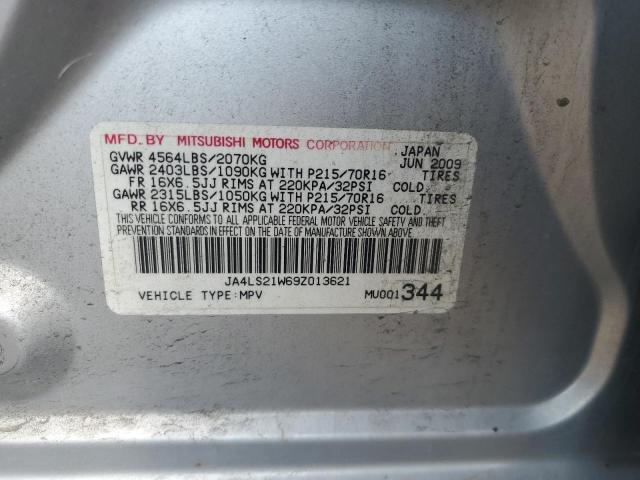 MFD. BY MITSUBISHI MOTORS CORPORATION, JAPAN
GVWR 4564LBS/2070KG JUN 2009
GAWR 2403LBS/1090KG WITH P215/70R16 TIRES
FR 16X6.5JJ RIMS AT 220KPA/32PSI COLD
GAWR 2315LBS/1050KG WITH P215/70R16 TIRES
RR 16X6.5JJ RIMS AT 220KPA/32PSI COLD
THIS VEHICLE CONFORMS TO ALL APPLICABLE FEDERAL MOTOR VEHICLE SAFETY AND THEFT
PREVENTION STANDARDS IN EFFECT ON THE DATE OF MANUFACTURE SHOWN ABOVE.
JA4LS21W69Z013621
VEHICLE TYPE:MPV MU001344